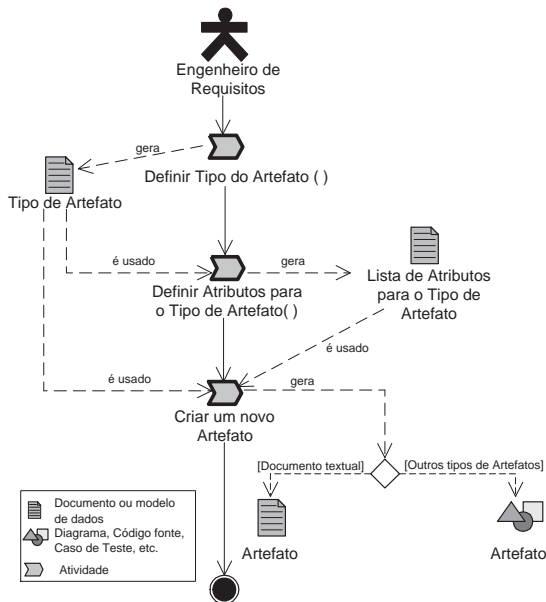 Engenheiro de
Requisitos
gera
Definir Tipo do Artefato ( )
Tipo de Artefato
é usado
gera
Lista de Atributos
para o Tipo de
Artefato
Definir Atributos para
o Tipo de Artefato( )
é usado
é usado
gera
Criar um novo
Artefato
[Documento textual]
[Outros tipos de Artefatos]
Artefato
Artefato
Documento ou modelo
de dados
Diagrama, Código fonte,
Caso de Teste, etc.
Atividade